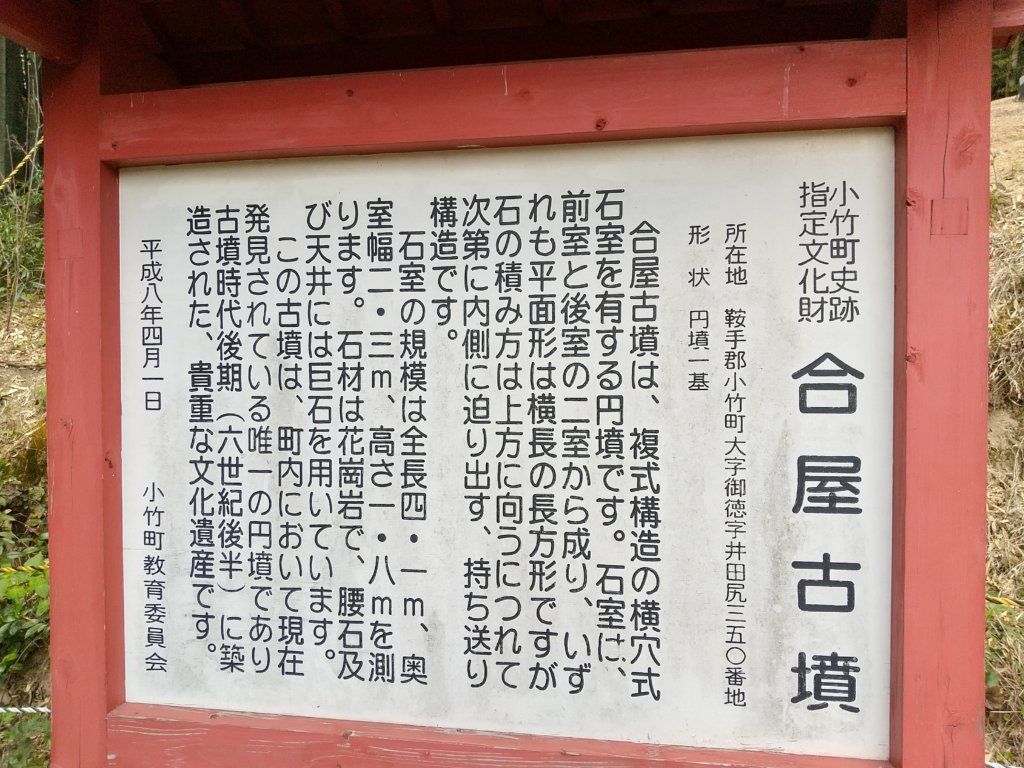 小竹町史跡
指定文化財
合屋古墳
所在地 鞍手郡小竹町大字御徳字井田尻三五〇番地
形状 円墳一基
合屋古墳は、複式構造の横穴式
石室を有する円墳です。石室は、
前室と後室の二室から成り、いず
れも平面形は横長の長方形ですが
石の積み方は上方に向うにつれて
次第に内側に迫り出す、持ち送り
構造です。
石室の規模は全長四・一m、奥
室幅二・三m、高さ一・八mを測
ります。石材は花崗岩で、腰石及
び天井には巨石を用いています。
この古墳は、町内において現在
発見されている唯一の円墳であり
古墳時代後期（六世紀後半）に築
造された、貴重な文化遺産です。
平成八年四月一日 小竹町教育委員会